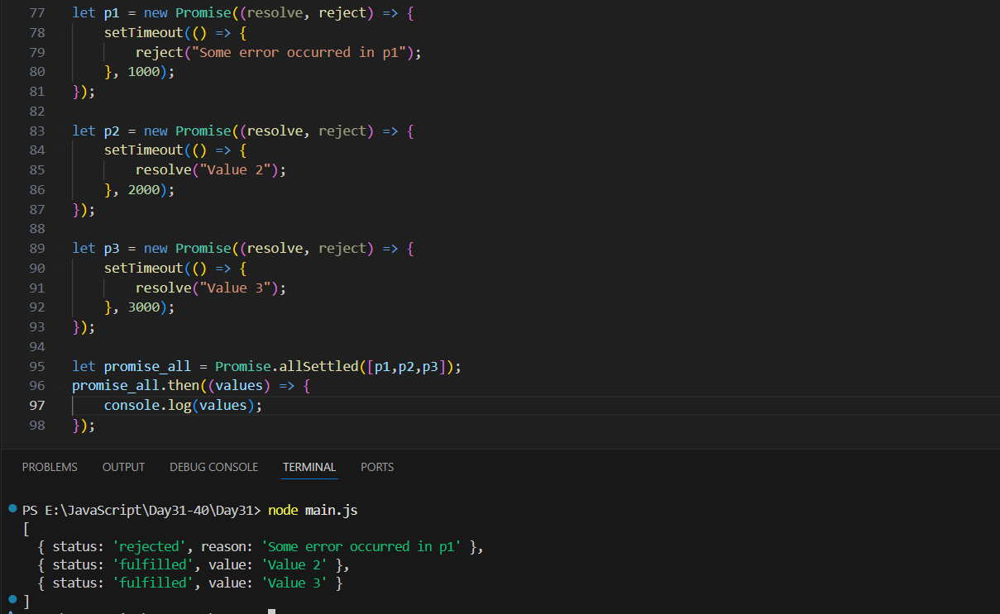 77 let p1 = new Promise((resolve, reject) => {
78     setTimeout(() => {
79         reject("Some error occurred in p1");
80     }, 1000);
81 });
82
83 let p2 = new Promise((resolve, reject) => {
84     setTimeout(() => {
85         resolve("Value 2");
86     }, 2000);
87 });
88
89 let p3 = new Promise((resolve, reject) => {
90     setTimeout(() => {
91         resolve("Value 3");
92     }, 3000);
93 });
94
95 let promise_all = Promise.allSettled([p1,p2,p3]);
96 promise_all.then((values) => {
97     console.log(values);
98 });
PROBLEMS OUTPUT DEBUG CONSOLE TERMINAL PORTS
PS E:\JavaScript\Day31-40\Day31> node main.js
[
  { status: 'rejected', reason: 'Some error occurred in p1' },
  { status: 'fulfilled', value: 'Value 2' },
  { status: 'fulfilled', value: 'Value 3' }
]